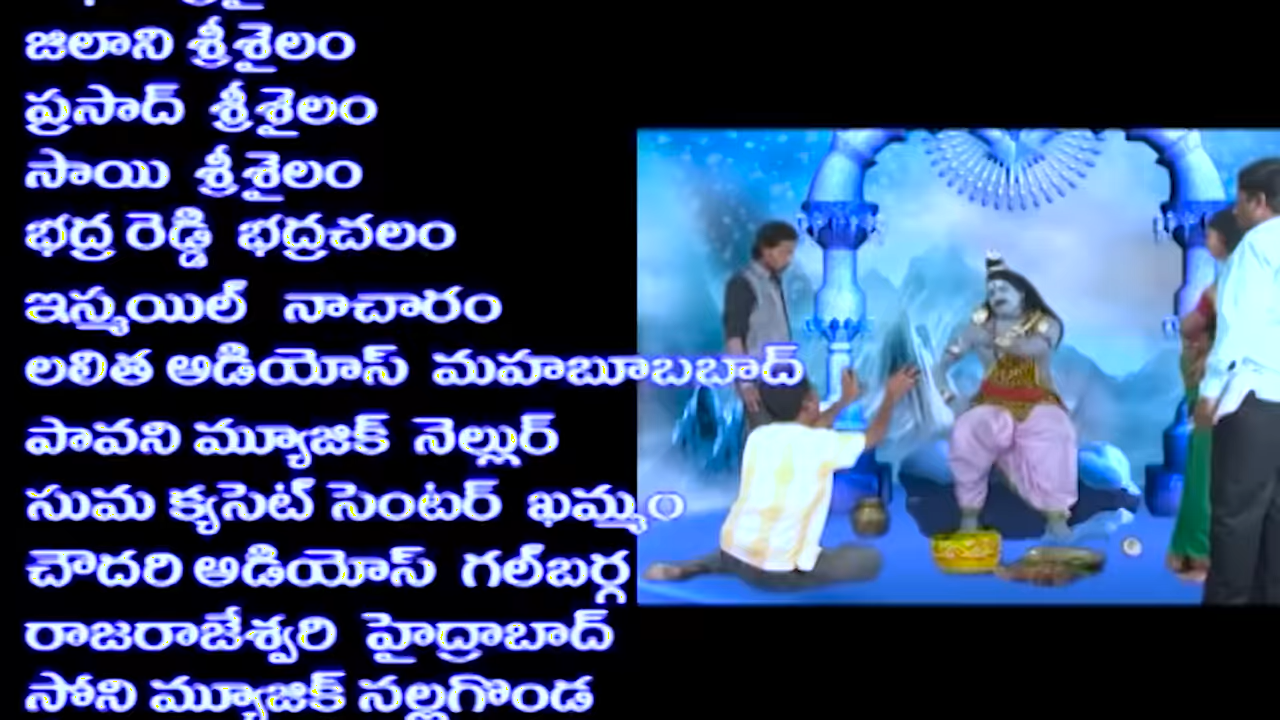 జిలాని శ్రీశైలం
ప్రసాద్ శ్రీశైలం
సాయి శ్రీశైలం
భద్ర రెడ్డి భద్రచలం
ఇస్మయిల్ నాచారం
లలిత అడియోస్ మహబూబబాద్
పావని మ్యూజిక్ నెల్లుర్
సుమ క్యసెట్ సెంటర్ ఖమ్మం
చౌదరి అడియోస్ గల్‌బర్గ
రాజరాజేశ్వరి హైద్రాబాద్
సోని మ్యూజిక్ నల్లగొండ